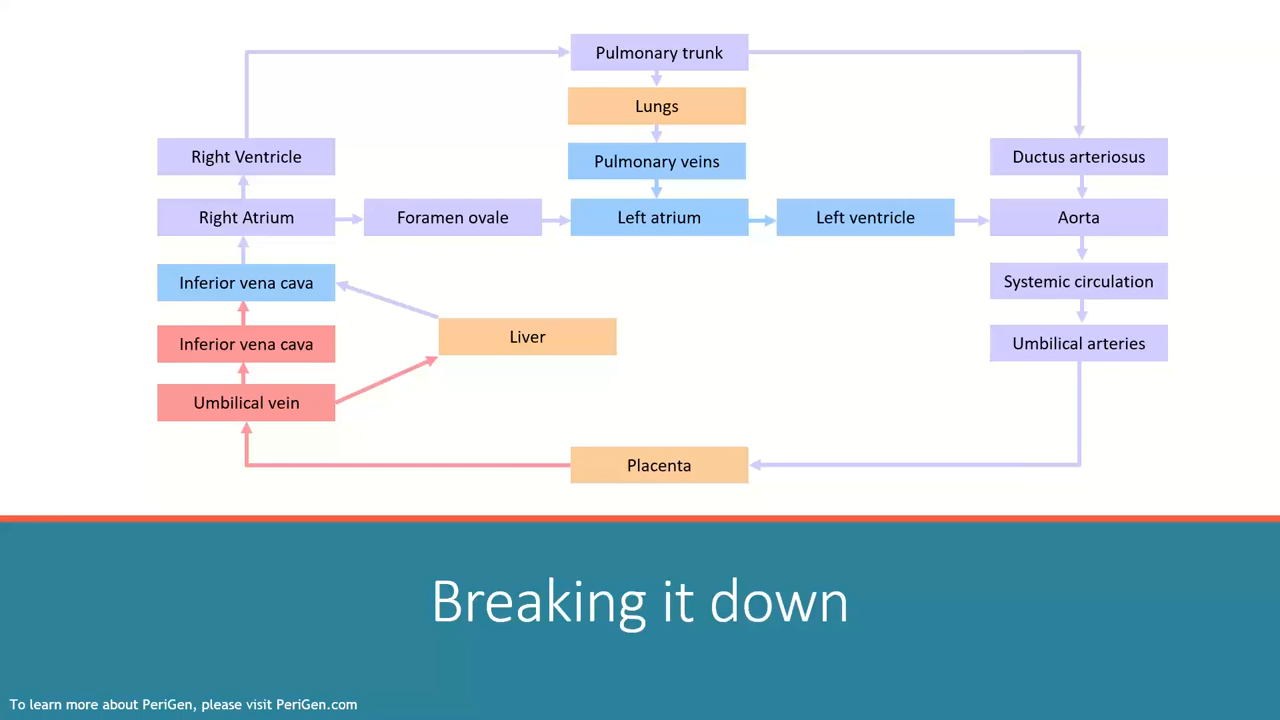 Pulmonary trunk
Lungs
Right Ventricle
Pulmonary veins
Ductus arteriosus
Right Atrium
Foramen ovale
Left atrium
Left ventricle
Aorta
Inferior vena cava
Systemic circulation
Liver
Inferior vena cava
Umbilical arteries
Umbilical vein
Placenta
Breaking it down
To learn more about PeriGen, please visit PeriGen.com